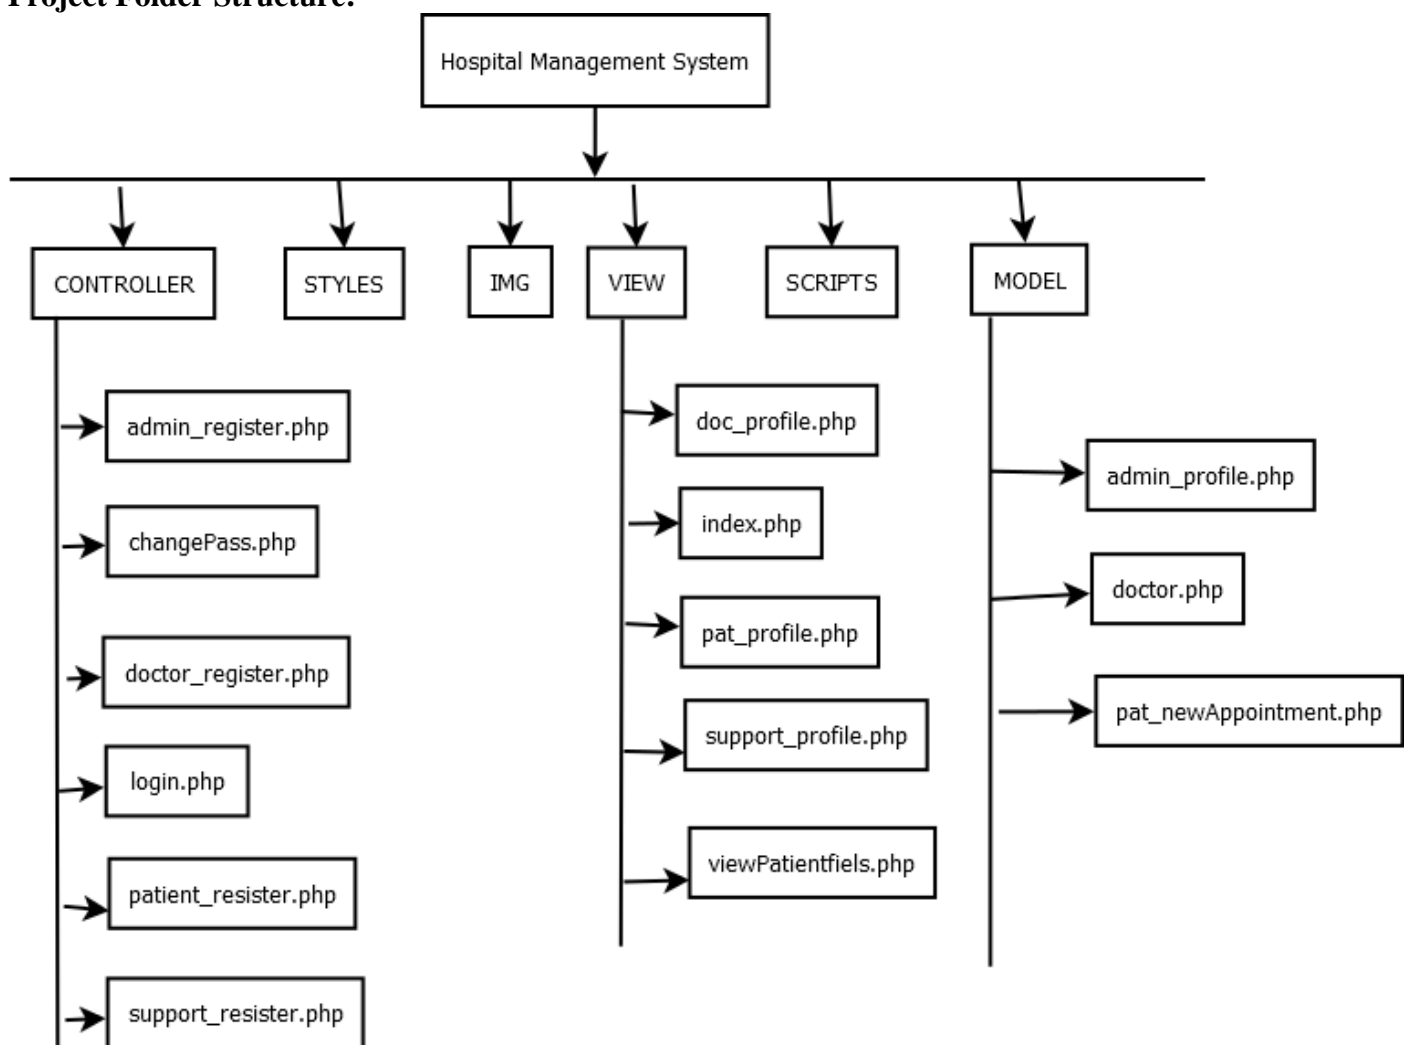 Project Folder Structure:
Hospital Management System
CONTROLLER
STYLES
IMG
VIEW
SCRIPTS
MODEL
admin_register.php
changePass.php
doctor_register.php
login.php
patient_resister.php
support_resister.php
doc_profile.php
index.php
pat_profile.php
support_profile.php
viewPatientfiels.php
admin_profile.php
doctor.php
pat_newAppointment.php